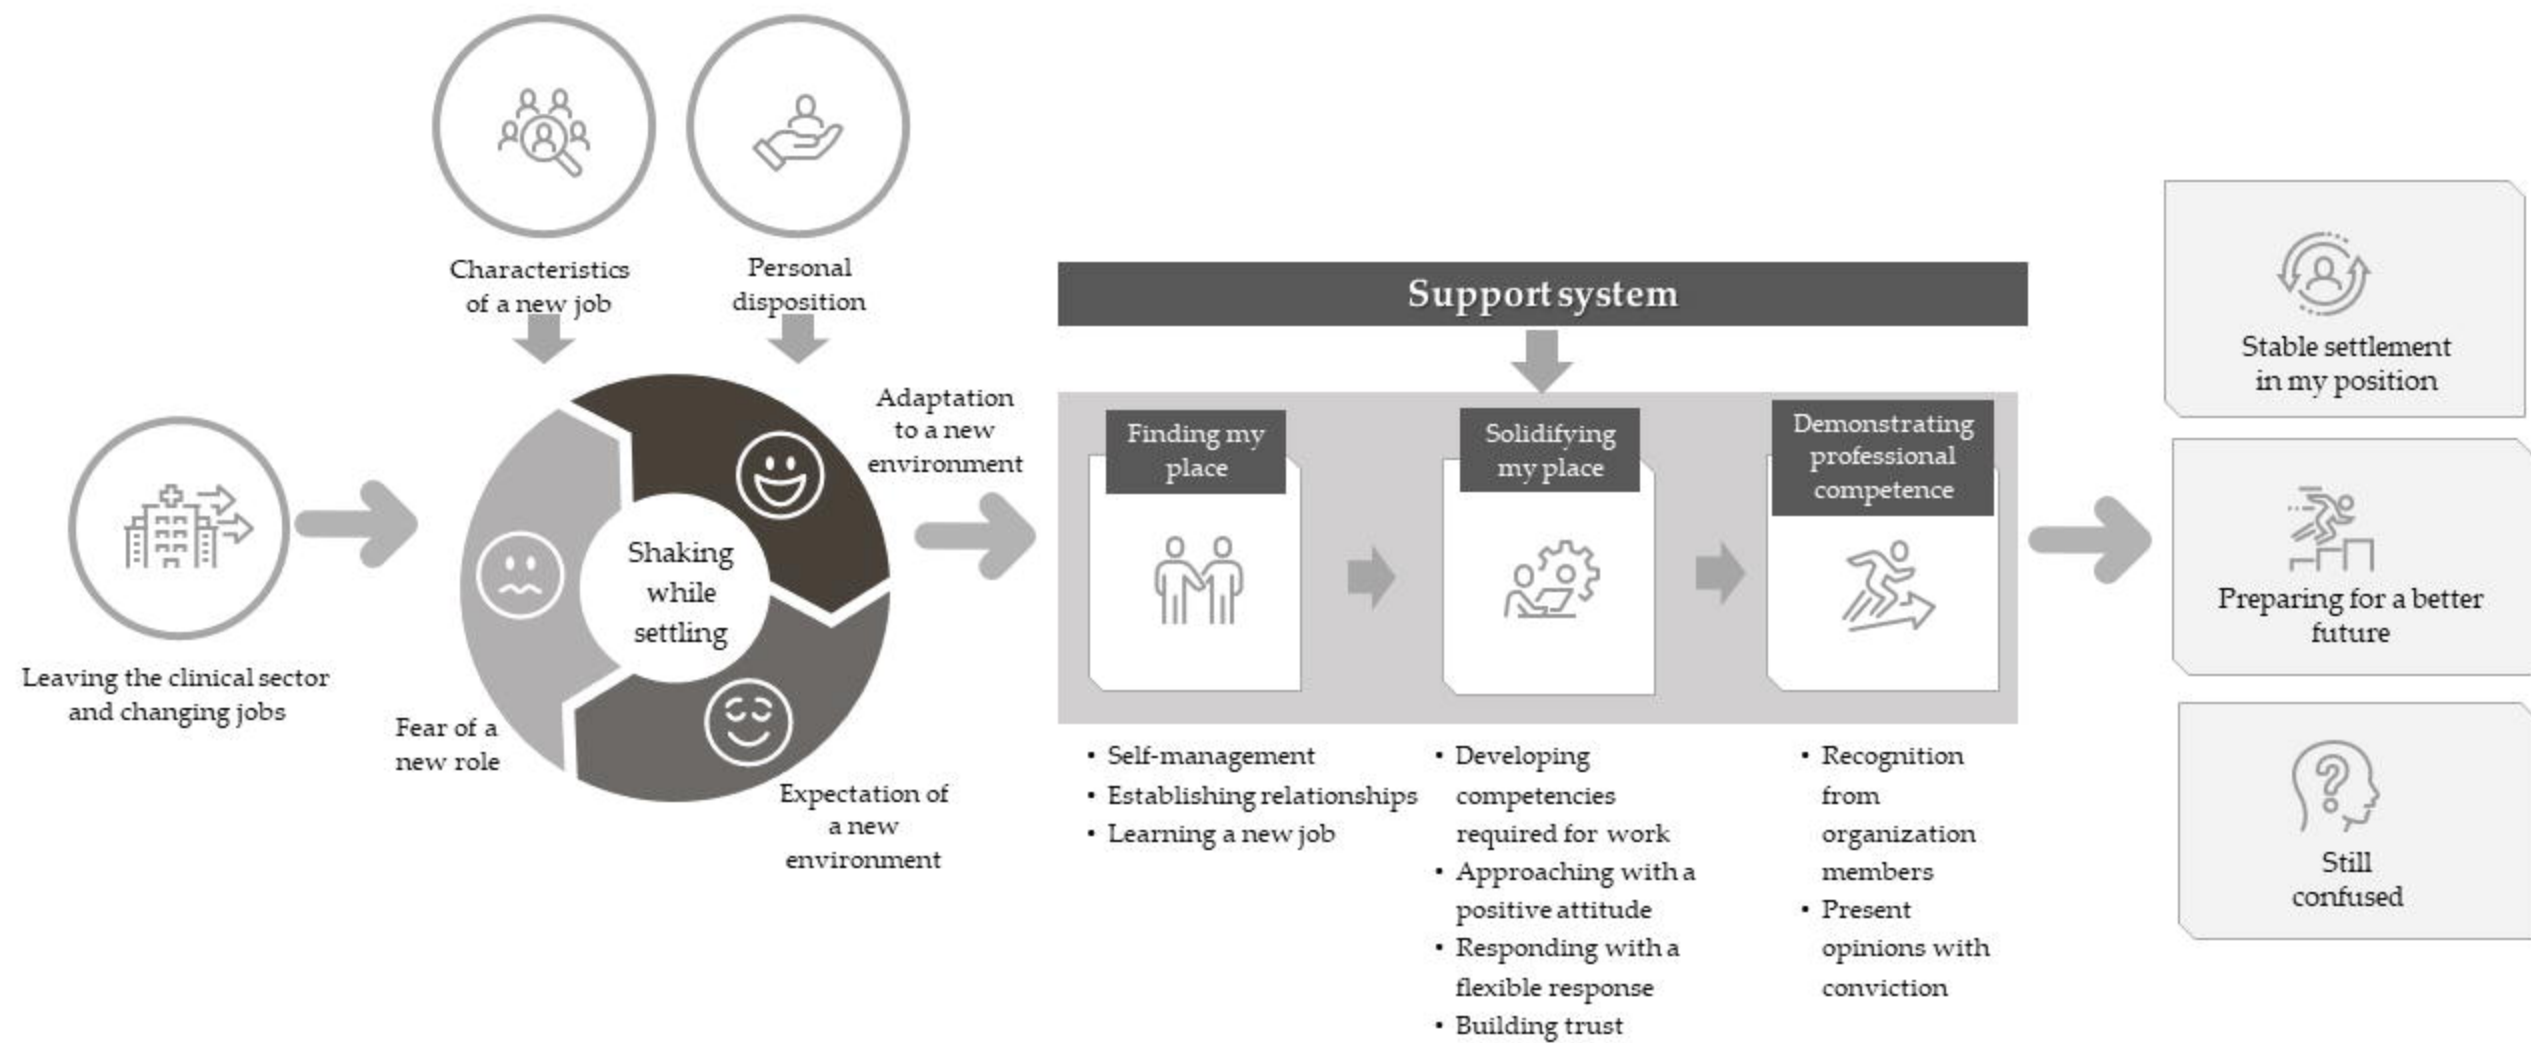 Characteristics
of a new job
Personal
disposition
Leaving the clinical sector
and changing jobs
Shaking
while
settling
Fear of a
new role
Expectation of
a new
environment
Adaptation
to a new
environment
Support system
Finding my
place
Solidifying
my place
Demonstrating
professional
competence
• Self-management
• Establishing relationships
• Learning a new job
• Developing
competencies
required for work
• Approaching with a
positive attitude
• Responding with a
flexible response
• Building trust
• Recognition
from
organization
members
• Present
opinions with
conviction
Stable settlement
in my position
Preparing for a better
future
Still
confused